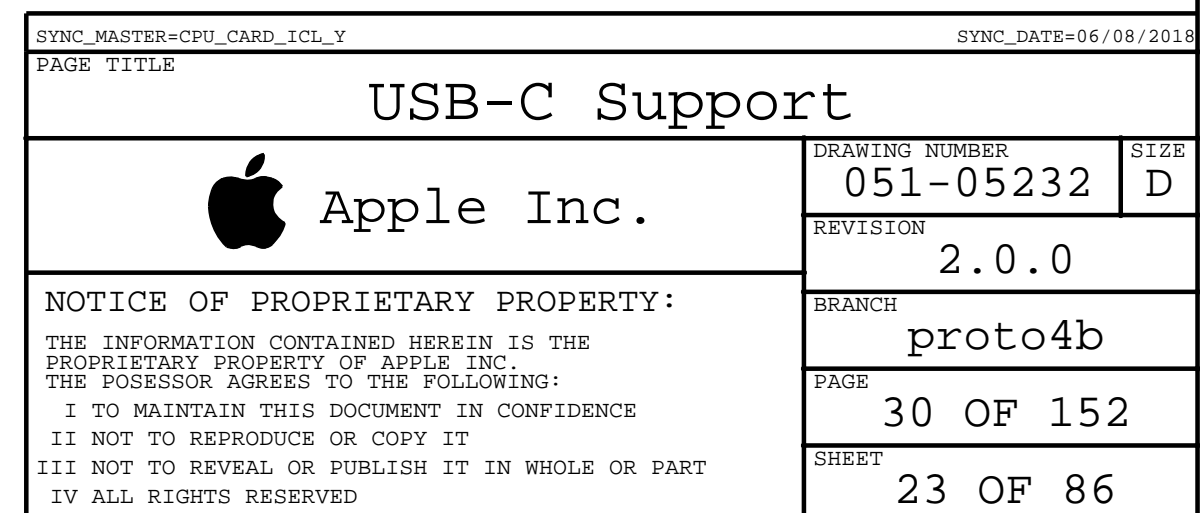 SYNC_MASTER=CPU_CARD_ICL_Y SYNC_DATE=06/08/2018
PAGE TITLE
USB-C Support
Apple Inc.
DRAWING NUMBER
051-05232
SIZE
D
REVISION
2.0.0
NOTICE OF PROPRIETARY PROPERTY:
THE INFORMATION CONTAINED HEREIN IS THE
PROPRIETARY PROPERTY OF APPLE INC.
THE POSESSOR AGREES TO THE FOLLOWING:
I TO MAINTAIN THIS DOCUMENT IN CONFIDENCE
II NOT TO REPRODUCE OR COPY IT
III NOT TO REVEAL OR PUBLISH IT IN WHOLE OR PART
IV ALL RIGHTS RESERVED
BRANCH
proto4b
PAGE
30 OF 152
SHEET
23 OF 86